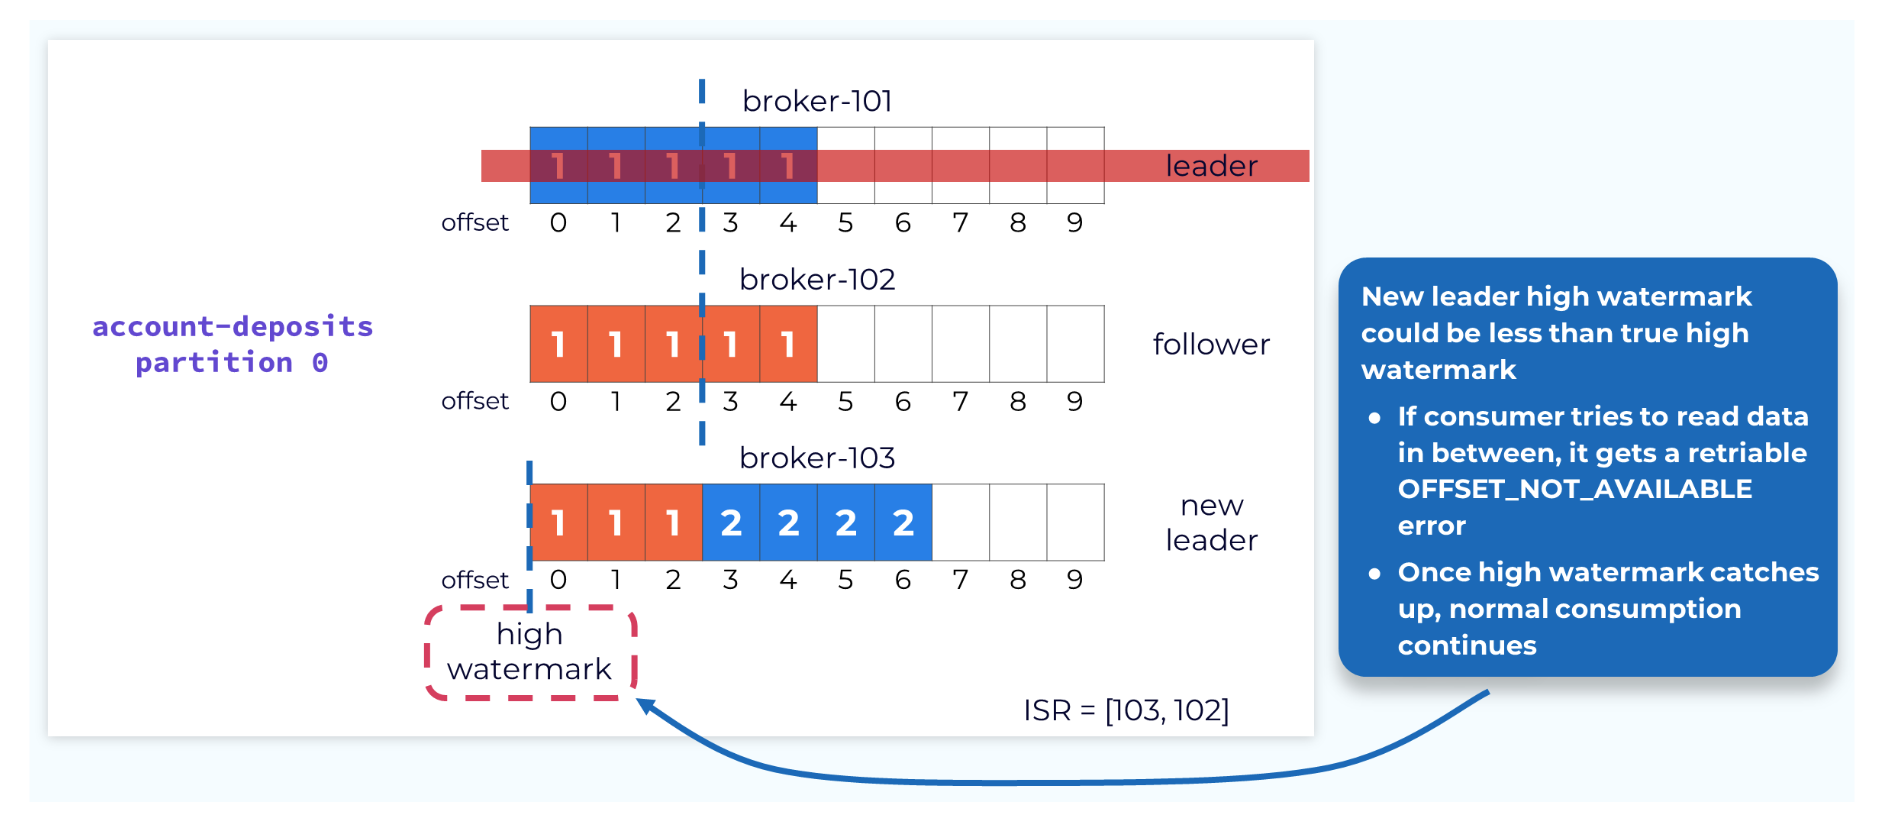 broker-101
1 1 1 1 1
leader
offset 0 1 2 3 4 5 6 7 8 9
broker-102
account-deposits
partition 0
1 1 1 1 1
follower
offset 0 1 2 3 4 5 6 7 8 9
broker-103
1 1 1 2 2 2 2
new
leader
offset 0 1 2 3 4 5 6 7 8 9
high
watermark
ISR = [103, 102]
New leader high watermark
could be less than true high
watermark
● If consumer tries to read data
in between, it gets a retriable
OFFSET_NOT_AVAILABLE
error
● Once high watermark catches
up, normal consumption
continues